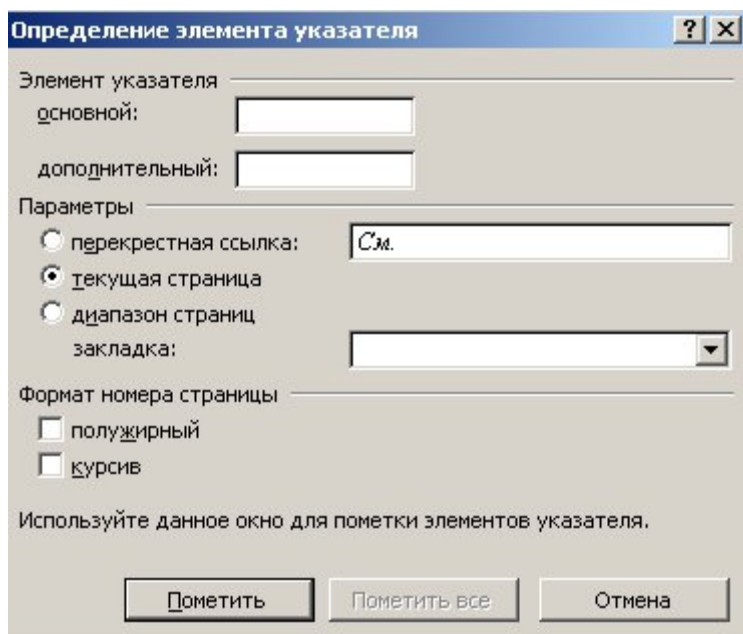 Определение элемента указателя
Элемент указателя
основной:
дополнительный:
Параметры
перекрестная ссылка: См.
текущая страница
диапазон страниц
закладка:
Формат номера страницы
полужирный
курсив
Используйте данное окно для пометки элементов указателя.
Пометить Пометить все Отмена